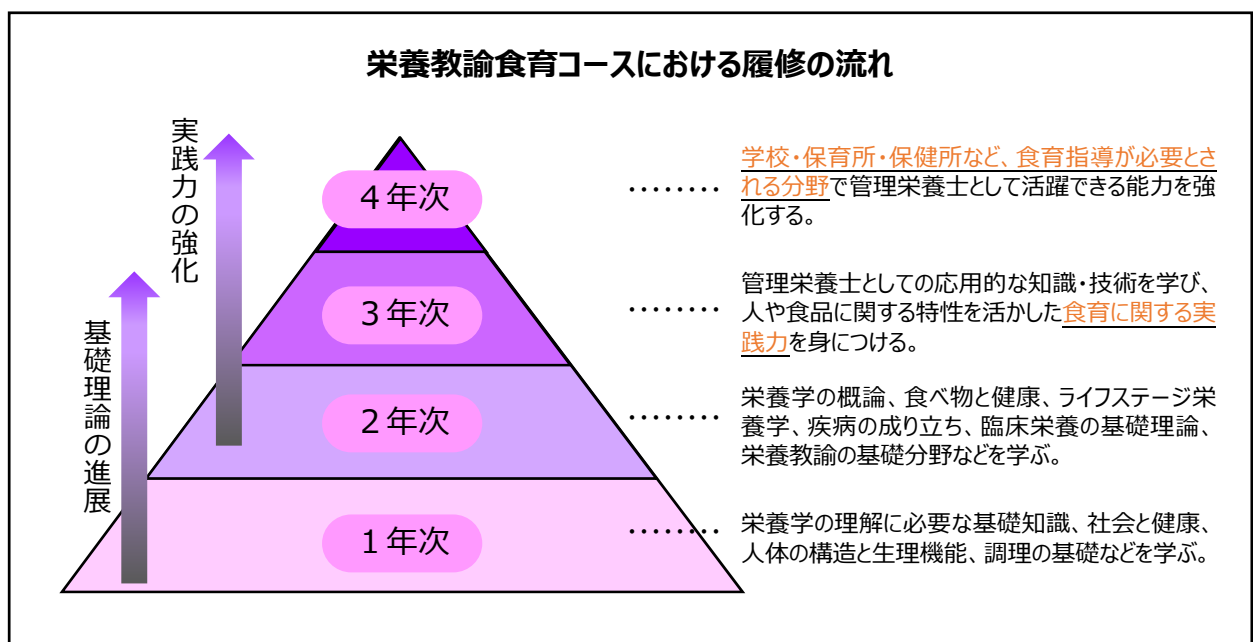 栄養教諭食育コースにおける履修の流れ
実践力の強化
基礎理論の進展
4年次
‥‥‥‥
学校・保育所・保健所など、食育指導が必要とさ
れる分野で管理栄養士として活躍できる能力を強
化する。
3年次
‥‥‥‥
管理栄養士としての応用的な知識・技術を学び、
人や食品に関する特性を活かした食育に関する実
践力を身につける。
2年次
‥‥‥‥
栄養学の概論、食べ物と健康、ライフステージ栄
養学、疾病の成り立ち、臨床栄養の基礎理論、
栄養教諭の基礎分野などを学ぶ。
1年次
‥‥‥‥
栄養学の理解に必要な基礎知識、社会と健康、
人体の構造と生理機能、調理の基礎などを学ぶ。